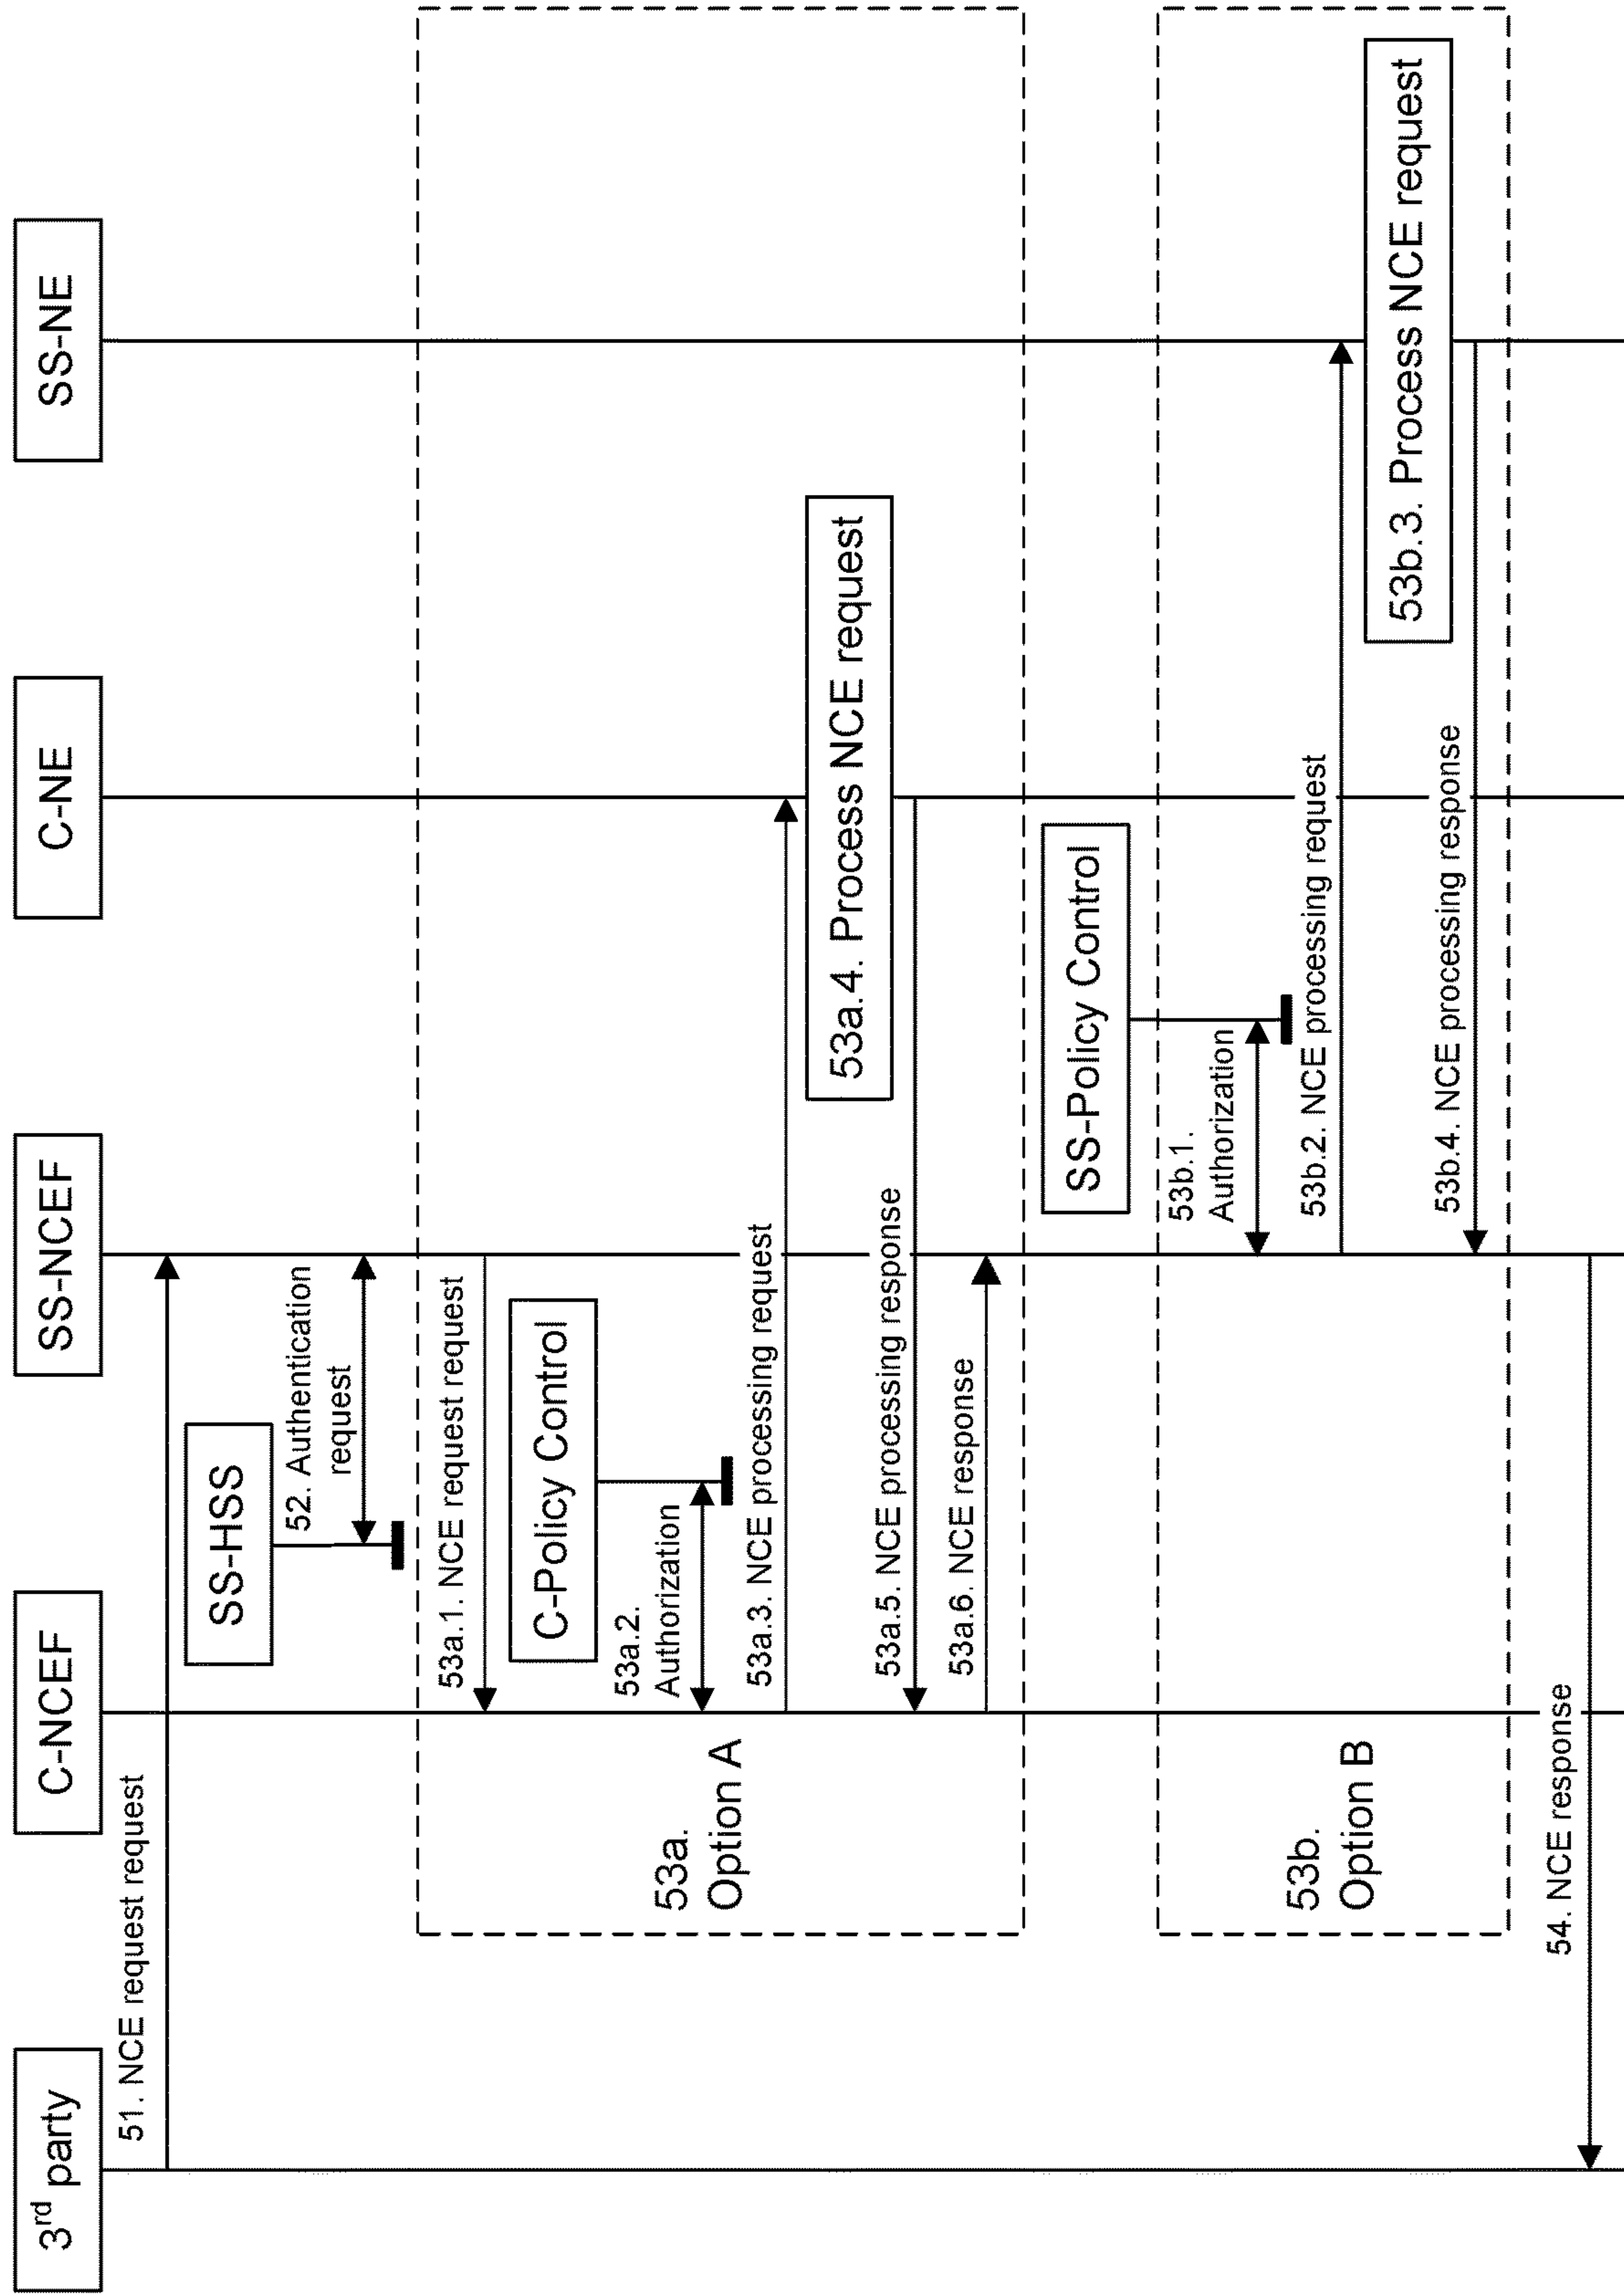 3rd party
C-NCEF
SS-NCEF
C-NE
SS-NE
51. NCE request request
SS-HSS
52. Authentication
request
53a.1. NCE request request
C-Policy Control
53a.2.
Authorization
53a.
Option A
53a.3. NCE processing request
53a.4. Process NCE request
53a.5. NCE processing response
53a.6. NCE response
SS-Policy Control
53b.1.
Authorization
53b.
Option B
53b.2. NCE processing request
53b.3. Process NCE request
53b.4. NCE processing response
54. NCE response